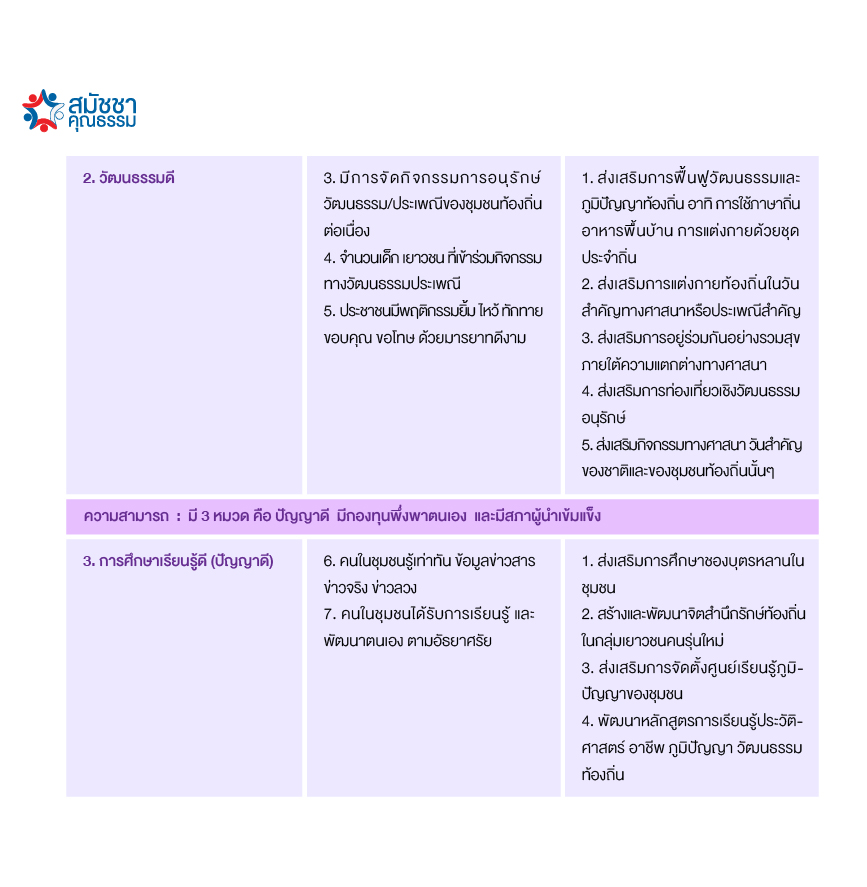 สมัชชา
คุณธรรม
2. วัฒนธรรมดี
3. มีการจัดกิจกรรมการอนุรักษ์
วัฒนธรรม/ประเพณีของชุมชนท้องถิ่น
ต่อเนื่อง
4. จำนวนเด็ก เยาวชน ที่เข้าร่วมกิจกรรม
ทางวัฒนธรรมประเพณี
5. ประชาชนมีพฤติกรรมยิ้ม ไหว้ ทักทาย
ขอบคุณ ขอโทษ ด้วยมารยาทดีงาม
1. ส่งเสริมการฟื้นฟูวัฒนธรรมและ
ภูมิปัญญาท้องถิ่น อาทิ การใช้ภาษาถิ่น
อาหารพื้นบ้าน การแต่งกายด้วยชุด
ประจำถิ่น
2. ส่งเสริมการแต่งกายท้องถิ่นในวัน
สำคัญทางศาสนาหรือประเพณีสำคัญ
3. ส่งเสริมการอยู่ร่วมกันอย่างรวมสุข
ภายใต้ความแตกต่างทางศาสนา
4. ส่งเสริมการท่องเที่ยวเชิงวัฒนธรรม
อนุรักษ์
5. ส่งเสริมกิจกรรมทางศาสนา วันสำคัญ
ของชาติและของชุมชนท้องถิ่นนั้นๆ
ความสามารถ : มี 3 หมวด คือ ปัญญาดี มีกองทุนพึ่งพาตนเอง และมีสภาผู้นำเข้มแข็ง
3. การศึกษาเรียนรู้ดี (ปัญญาดี)
6. คนในชุมชนรู้เท่าทัน ข้อมูลข่าวสาร
ข่าวจริง ข่าวลวง
7. คนในชุมชนได้รับการเรียนรู้ และ
พัฒนาตนเอง ตามอัธยาศรัย
1. ส่งเสริมการศึกษาชองบุตรหลานใน
ชุมชน
2. สร้างและพัฒนาจิตสำนึกรักษ์ท้องถิ่น
ในกลุ่มเยาวชนคนรุ่นใหม่
3. ส่งเสริมการจัดตั้งศูนย์เรียนรู้ภูมิ-
ปัญญาของชุมชน
4. พัฒนาหลักสูตรการเรียนรู้ประวัติ-
ศาสตร์ อาชีพ ภูมิปัญญา วัฒนธรรม
ท้องถิ่น